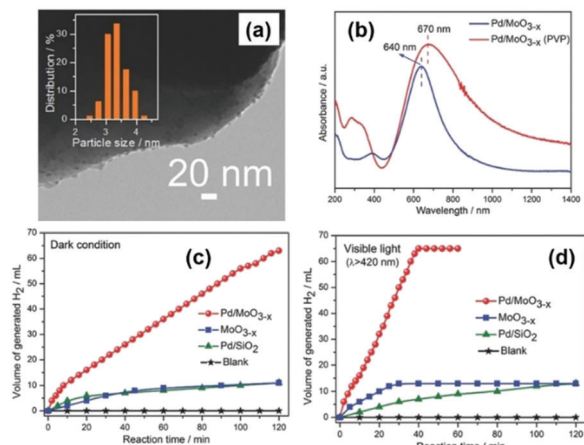 (a)
Distribution / %
30
20
10
0
2
3
4
Particle size / nm
20 nm
(b)
Pd/MoO3-x
Pd/MoO3-x (PVP)
670 nm
640 nm
Absorbance / a.u.
200 400 600 800 1000 1200 1400
Wavelength / nm
(c)
Dark condition
Volume of generated H2 / mL
70
60
50
40
30
20
10
0
Pd/MoO3-x
MoO3-x
Pd/SiO2
Blank
0 20 40 60 80 100 120
Reaction time / min
(d)
Visible light
(λ>420 nm)
Volume of generated H2 / mL
70
60
50
40
30
20
10
0
Pd/MoO3-x
MoO3-x
Pd/SiO2
Blank
0 20 40 60 80 100 120
Reaction time / min